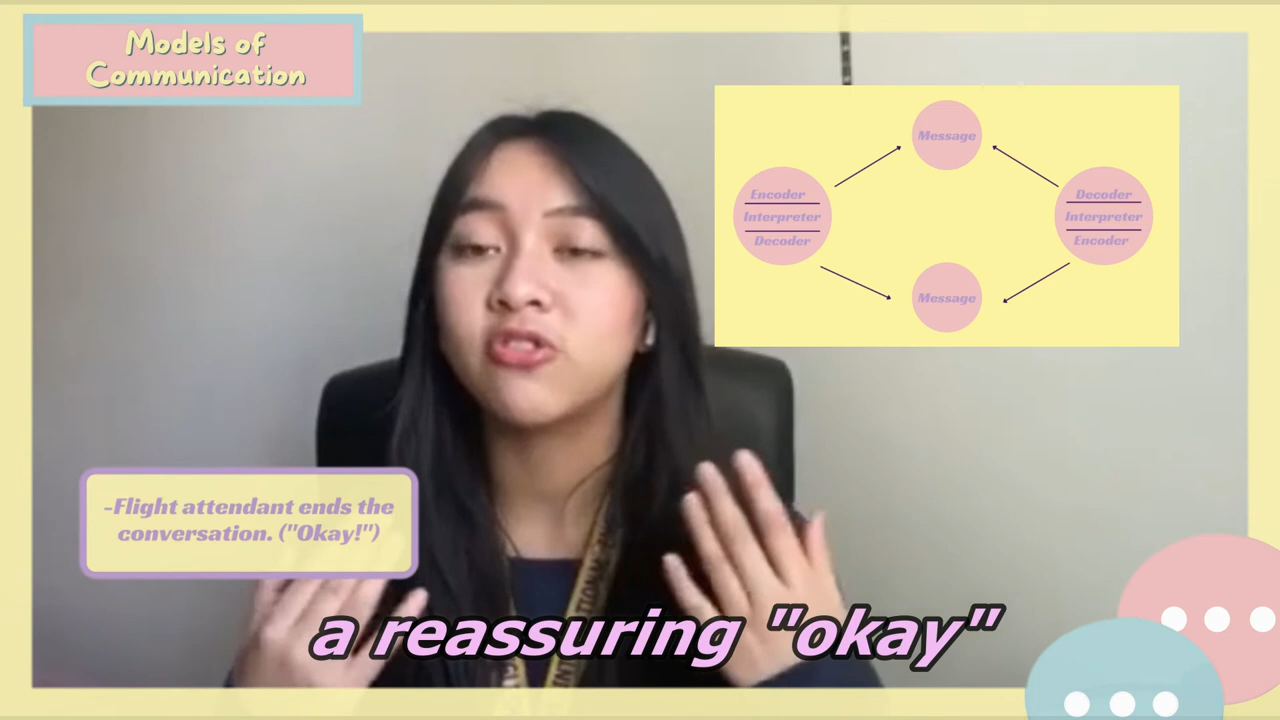 Models of
Communication
Message
Encoder
Interpreter
Decoder
Decoder
Interpreter
Encoder
Message
-Flight attendant ends the
conversation. ("Okay!")
a reassuring "okay"